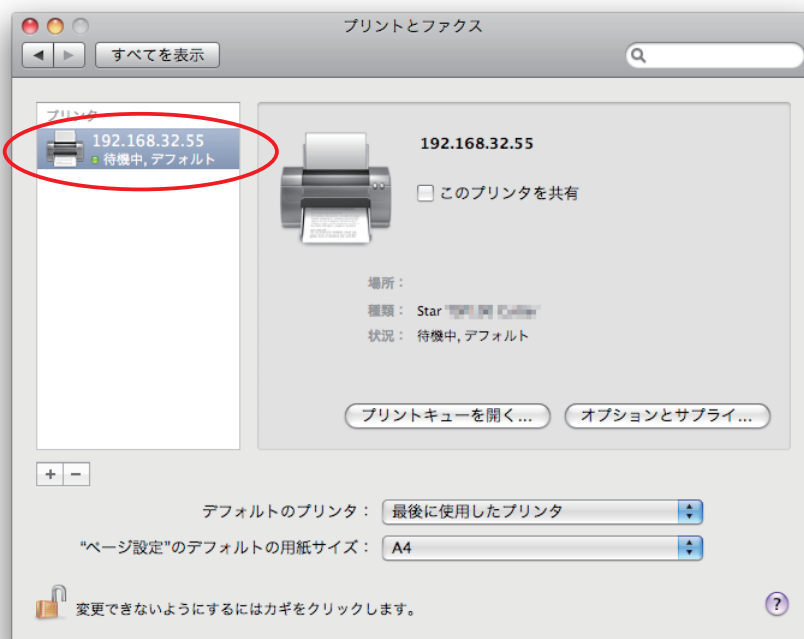 プリントとファクス
すべてを表示
プリンタ
192.168.32.55
待機中, デフォルト
192.168.32.55
このプリンタを共有
場所：
種類： Star
状況： 待機中, デフォルト
プリントキューを開く...
オプションとサプライ...
+ −
デフォルトのプリンタ： 最後に使用したプリンタ
“ページ設定”のデフォルトの用紙サイズ： A4
変更できないようにするにはカギをクリックします。
?